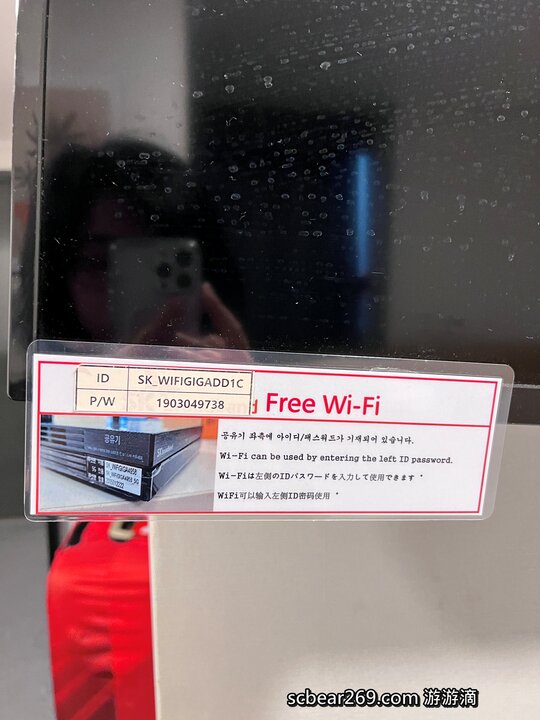 ID SK_WIFIGIGADD1C
P/W 1903049738
Free Wi-Fi
공유기
공유기 좌측에 아이디/패스워드가 기재되어 있습니다.
Wi-Fi can be used by entering the left ID password.
Wi-Fiは左側のIDパスワードを入力して使用できます 。
WiFi可以输入左侧ID密码使用 。
scbear269.com 游游滴